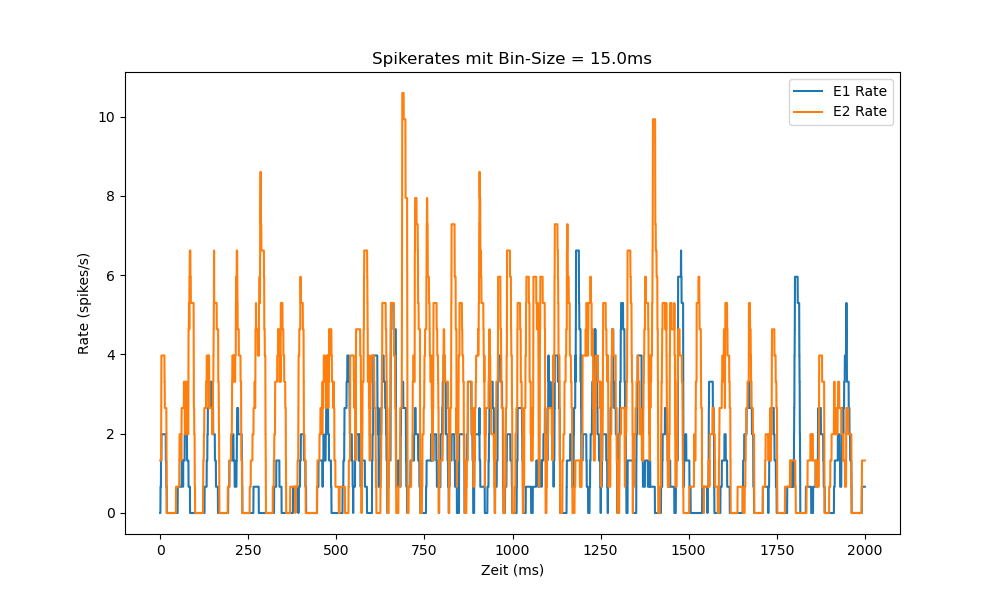 Spikerates mit Bin-Size = 15.0ms
E1 Rate
E2 Rate
Rate (spikes/s)
10
8
6
4
2
0
0 250 500 750 1000 1250 1500 1750 2000
Zeit (ms)